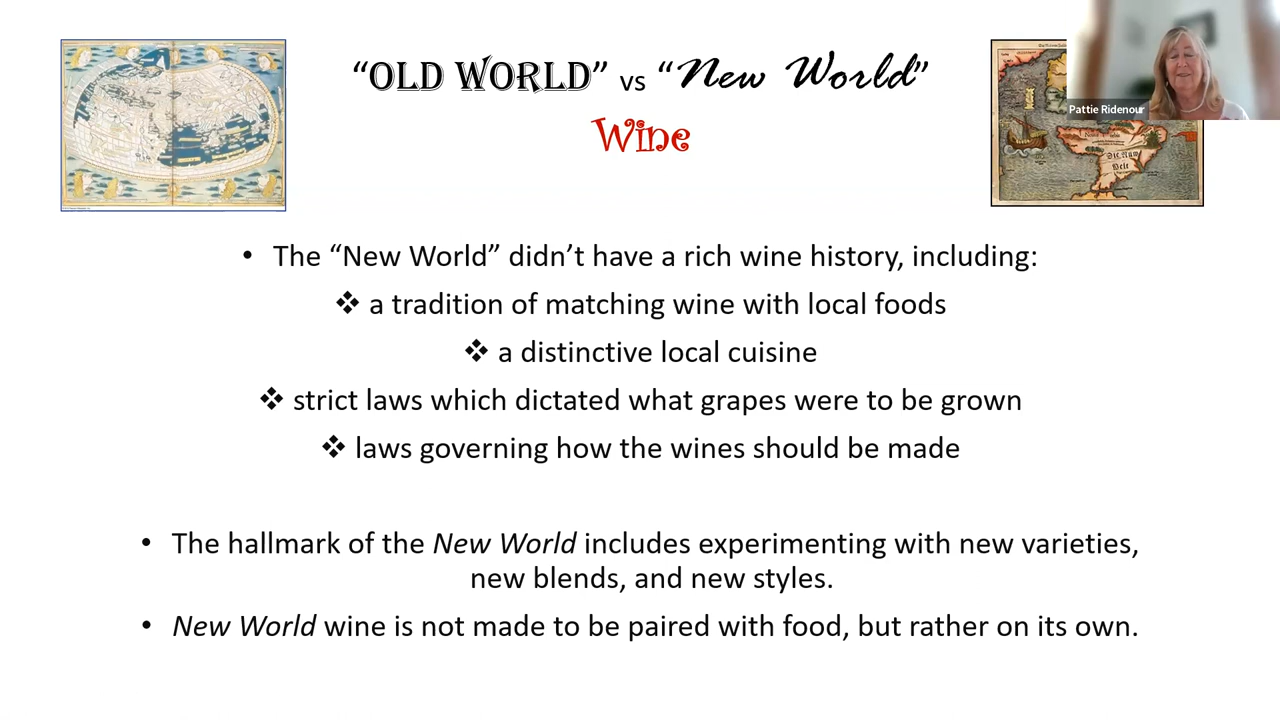 “OLD WORLD” vs “New World”
Wine
Pattie Ridenour
• The “New World” didn’t have a rich wine history, including:
❖ a tradition of matching wine with local foods
❖ a distinctive local cuisine
❖ strict laws which dictated what grapes were to be grown
❖ laws governing how the wines should be made
• The hallmark of the New World includes experimenting with new varieties,
new blends, and new styles.
• New World wine is not made to be paired with food, but rather on its own.